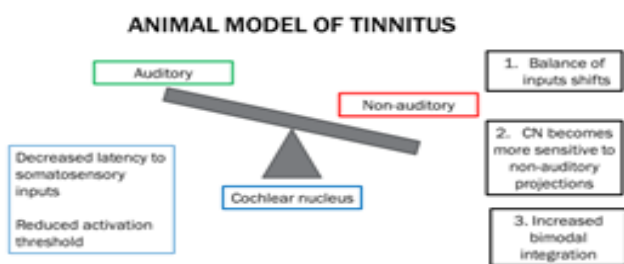 ANIMAL MODEL OF TINNITUS
Auditory
Non-auditory
Cochlear nucleus
Decreased latency to
somatosensory
inputs
Reduced activation
threshold
1. Balance of
inputs shifts
2. CN becomes
more sensitive to
non-auditory
projections
3. Increased
bimodal
integration